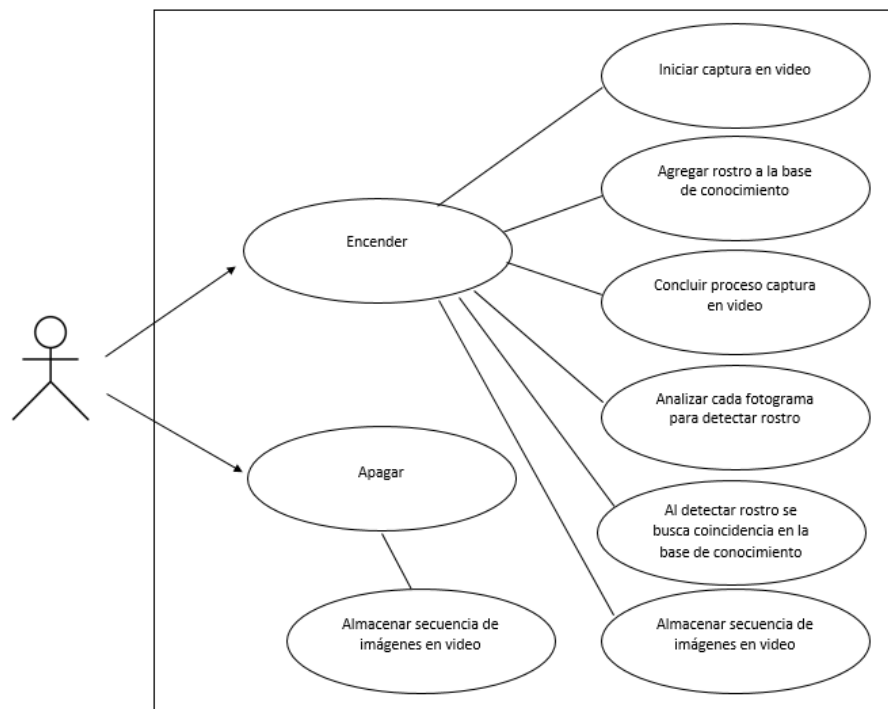 Iniciar captura en video
Agregar rostro a la base
de conocimiento
Encender
Concluir proceso captura
en video
Analizar cada fotograma
para detectar rostro
Apagar
Al detectar rostro se
busca coincidencia en la
base de conocimiento
Almacenar secuencia de
imágenes en video
Almacenar secuencia de
imágenes en video